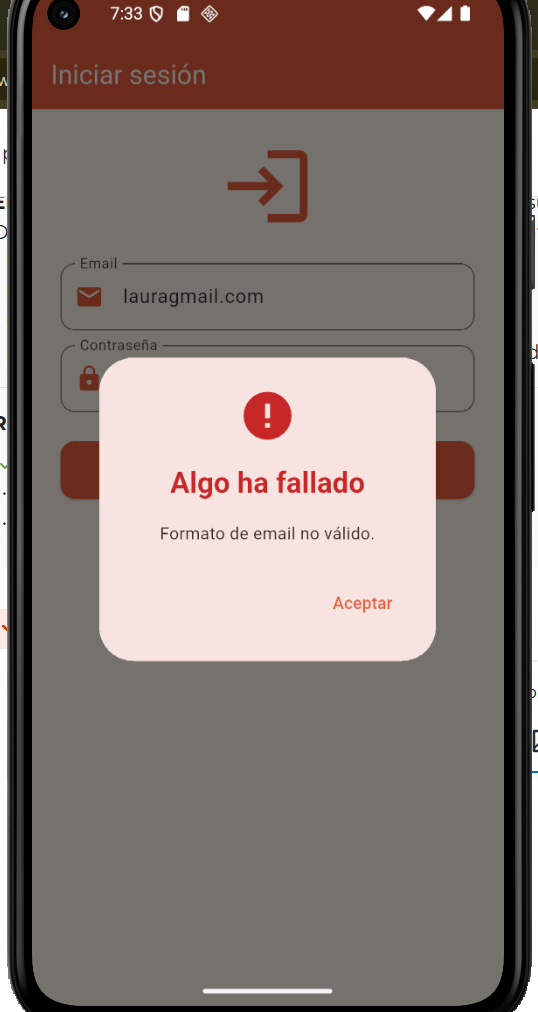 7:33
Iniciar sesión
Email
lauragmail.com
Contraseña
Algo ha fallado
Formato de email no válido.
Aceptar